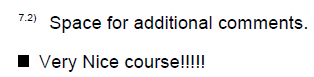 7.2) Space for additional comments.
■ Very Nice course!!!!!